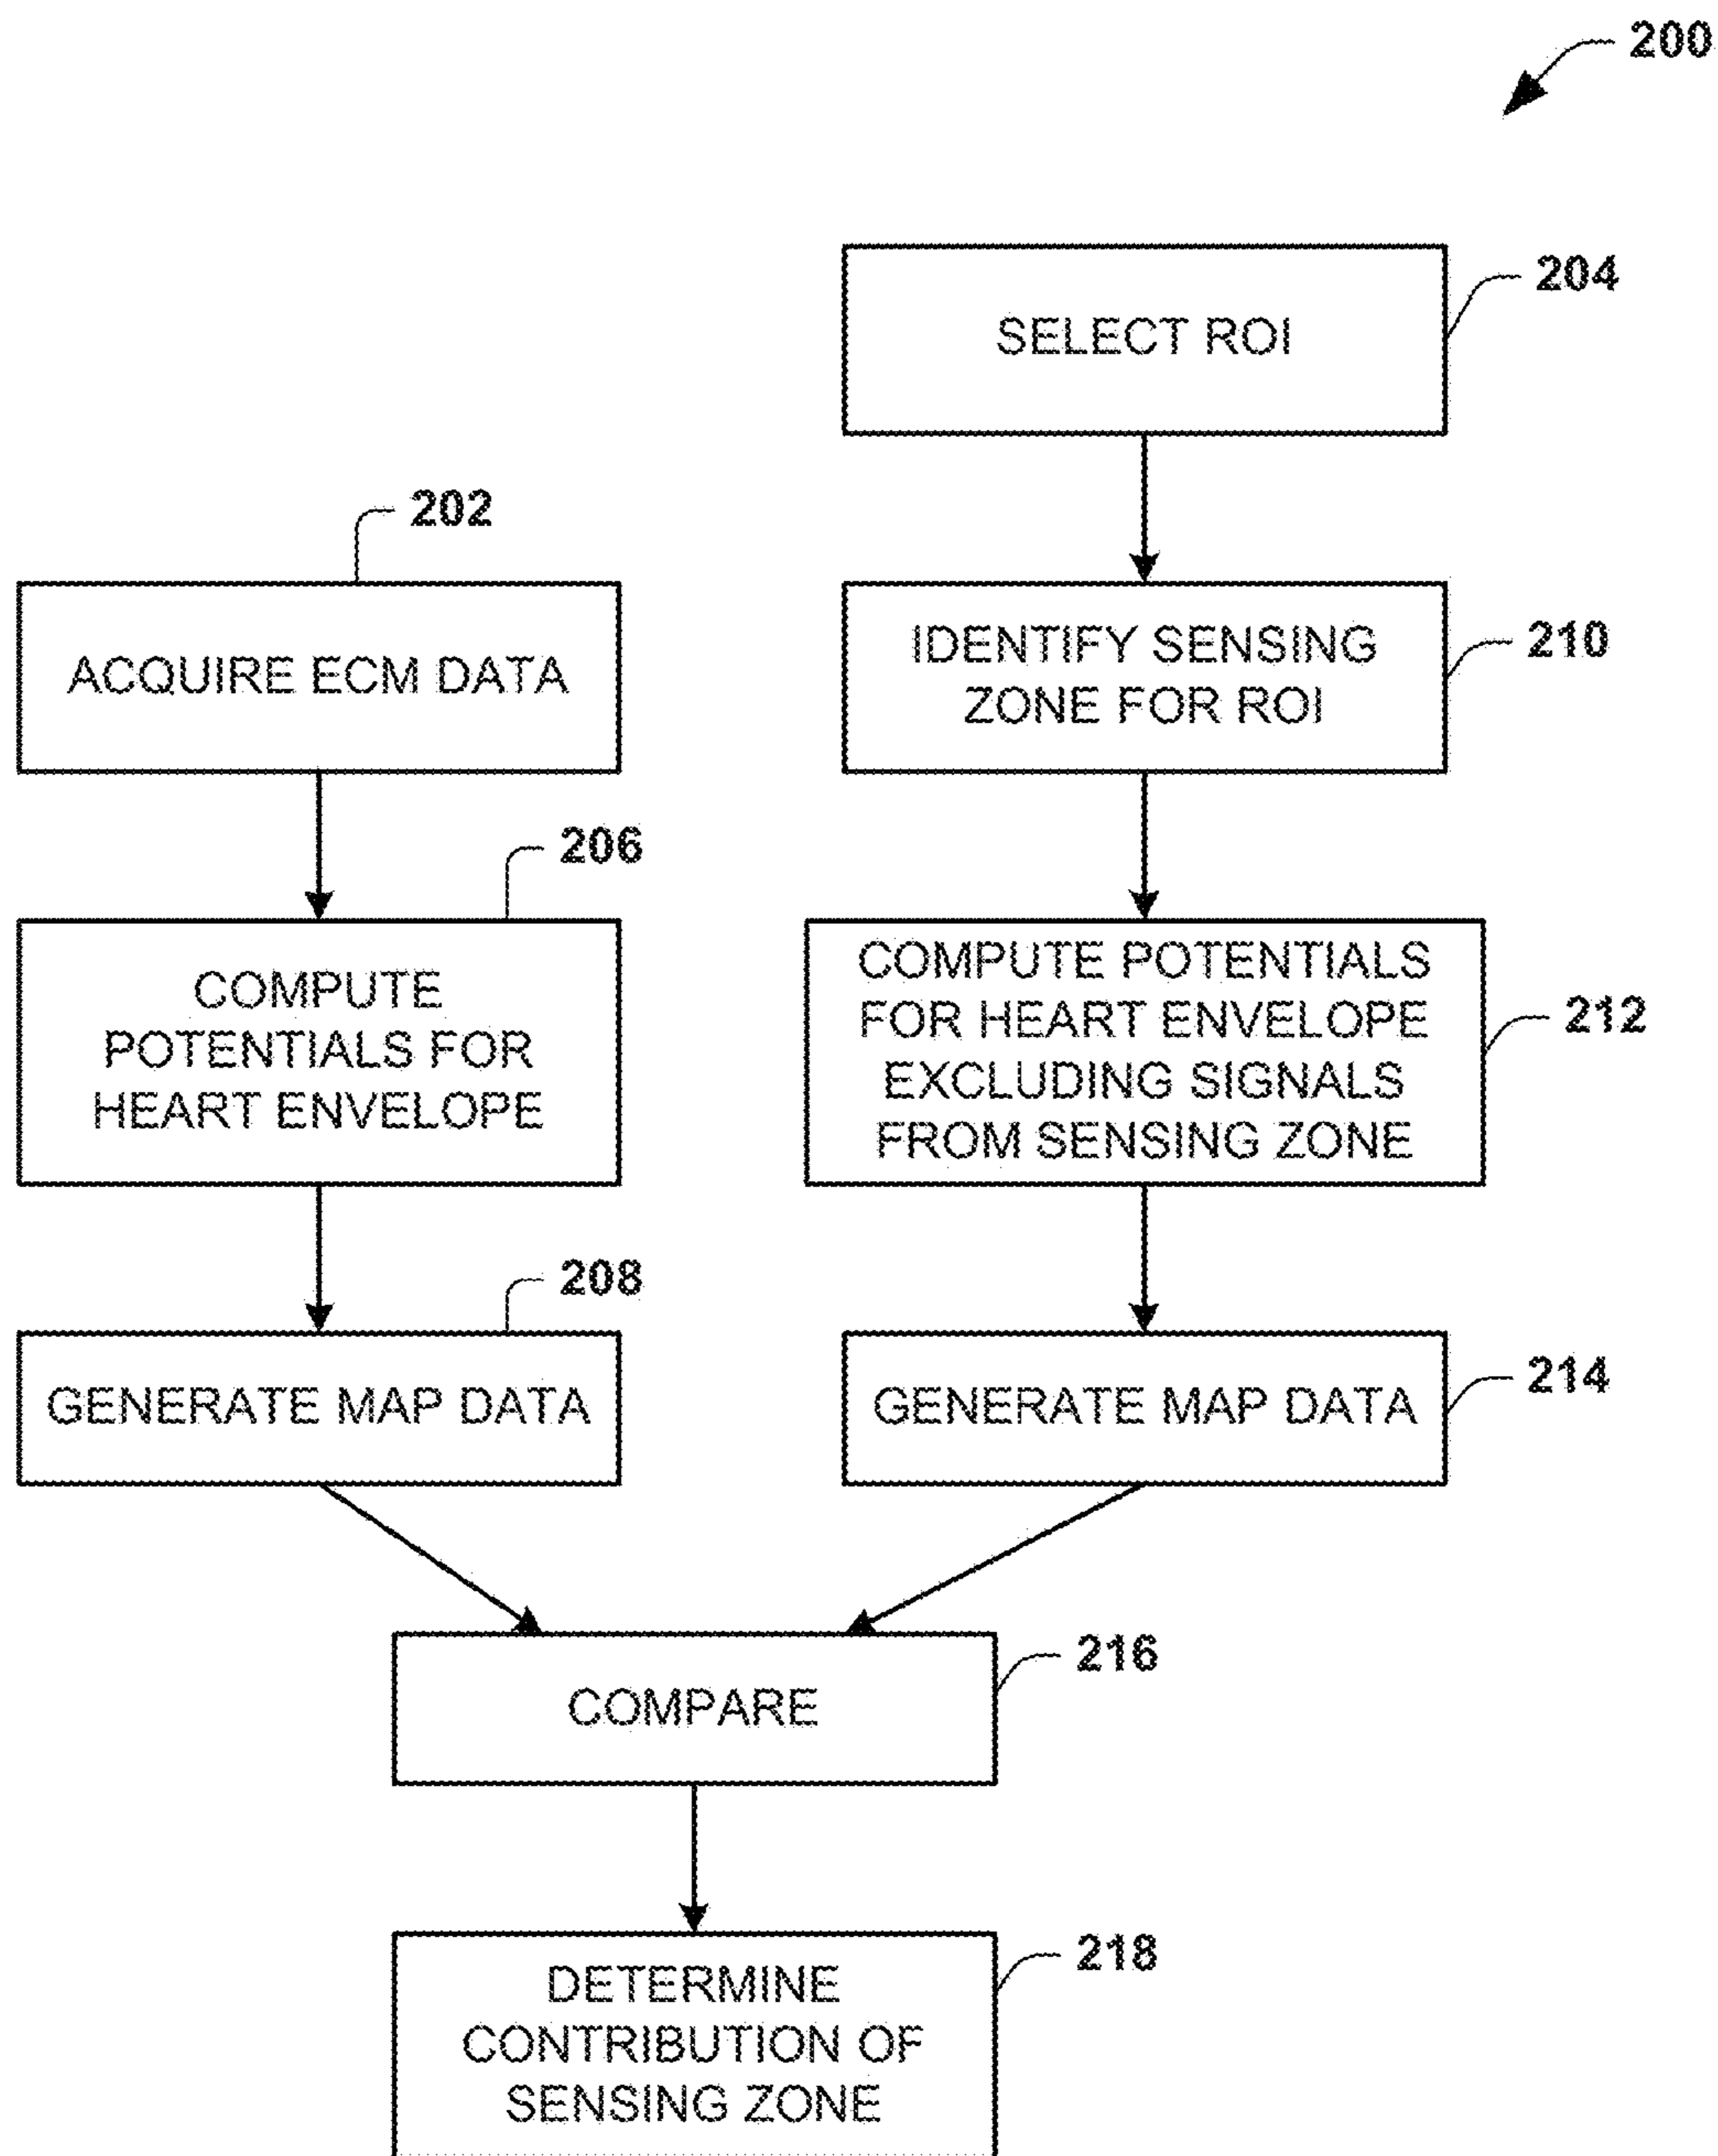 200
SELECT ROI
204
202
ACQUIRE ECM DATA
IDENTIFY SENSING
ZONE FOR ROI
210
206
COMPUTE
POTENTIALS FOR
HEART ENVELOPE
COMPUTE POTENTIALS
FOR HEART ENVELOPE
EXCLUDING SIGNALS
FROM SENSING ZONE
212
208
GENERATE MAP DATA
GENERATE MAP DATA
214
COMPARE
216
DETERMINE
CONTRIBUTION OF
SENSING ZONE
218